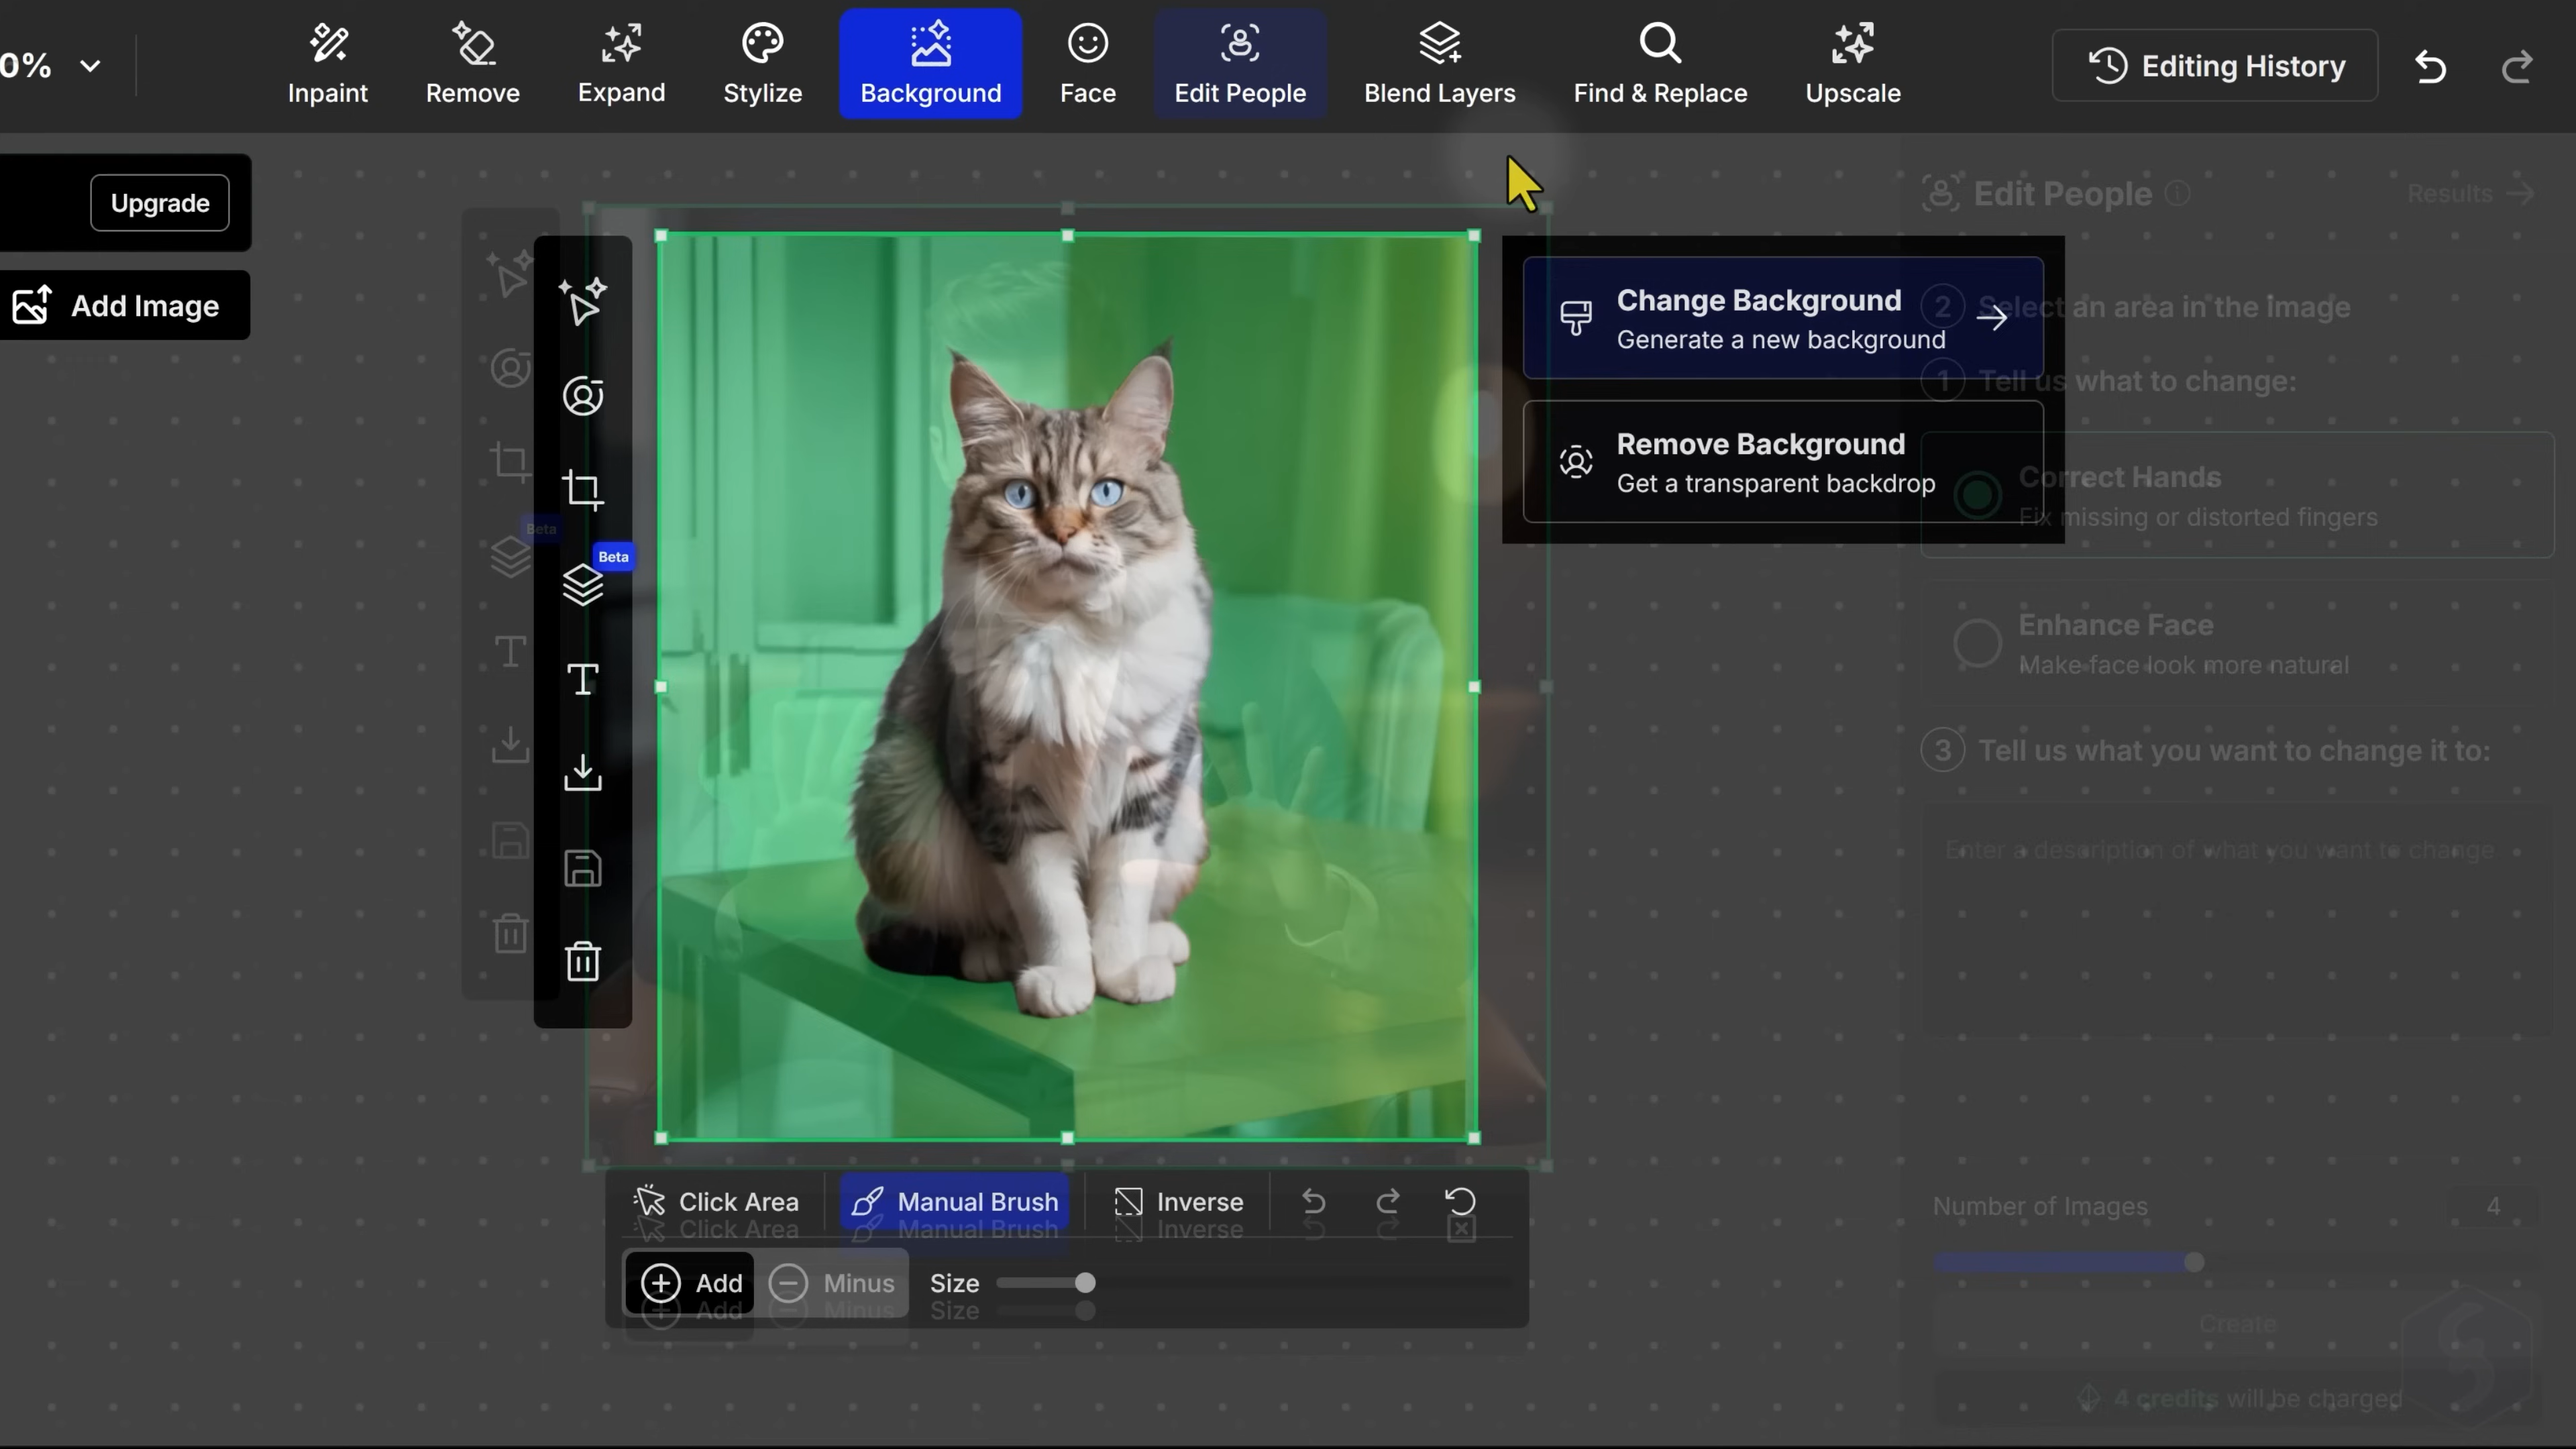 0%
Inpaint
Remove
Expand
Stylize
Background
Face
Edit People
Blend Layers
Find & Replace
Upscale
Editing History
Upgrade
Add Image
Beta
Beta
Change Background
Generate a new background
Remove Background
Get a transparent backdrop
Edit People
Results
2 Select an area in the image
1 Tell us what to change:
Correct Hands
Fix missing or distorted fingers
Enhance Face
Make face look more natural
3 Tell us what you want to change it to:
Enter a description of what you want to change
Number of Images 4
Create
4 credits will be charged
Click Area
Manual Brush
Inverse
Click Area
Manual Brush
Inverse
Add
Minus
Size
Add
Minus
Size